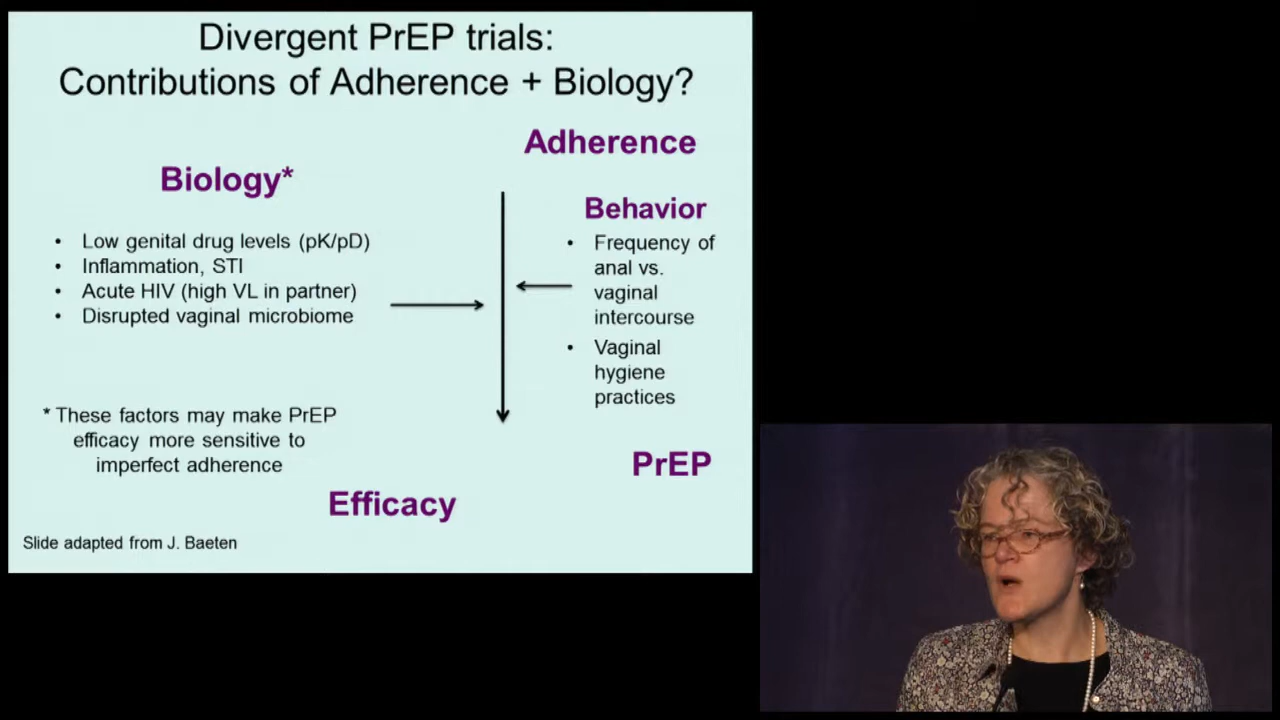 Divergent PrEP trials:
Contributions of Adherence + Biology?
Adherence
Biology*
Behavior
• Low genital drug levels (pK/pD)
• Inflammation, STI
• Acute HIV (high VL in partner)
• Disrupted vaginal microbiome
• Frequency of
anal vs.
vaginal
intercourse
• Vaginal
hygiene
practices
* These factors may make PrEP
efficacy more sensitive to
imperfect adherence
PrEP
Efficacy
Slide adapted from J. Baeten